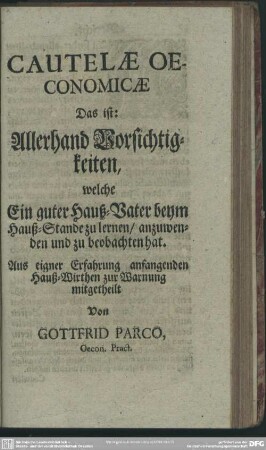 CAUTELÆ OE-
CONOMICÆ
Das ist:
Allerhand Vorsichtig-
keiten,
welche
Ein guter Hauß-Vater beym
Hauß-Stande zu lernen/ anzuwen-
den und zu beobachten hat.
Aus eigner Erfahrung anfangenden
Hauß-Wirthen zur Warnung
mitgetheilt
Von
GOTTFRID PARCO,
Oecon. Pract.